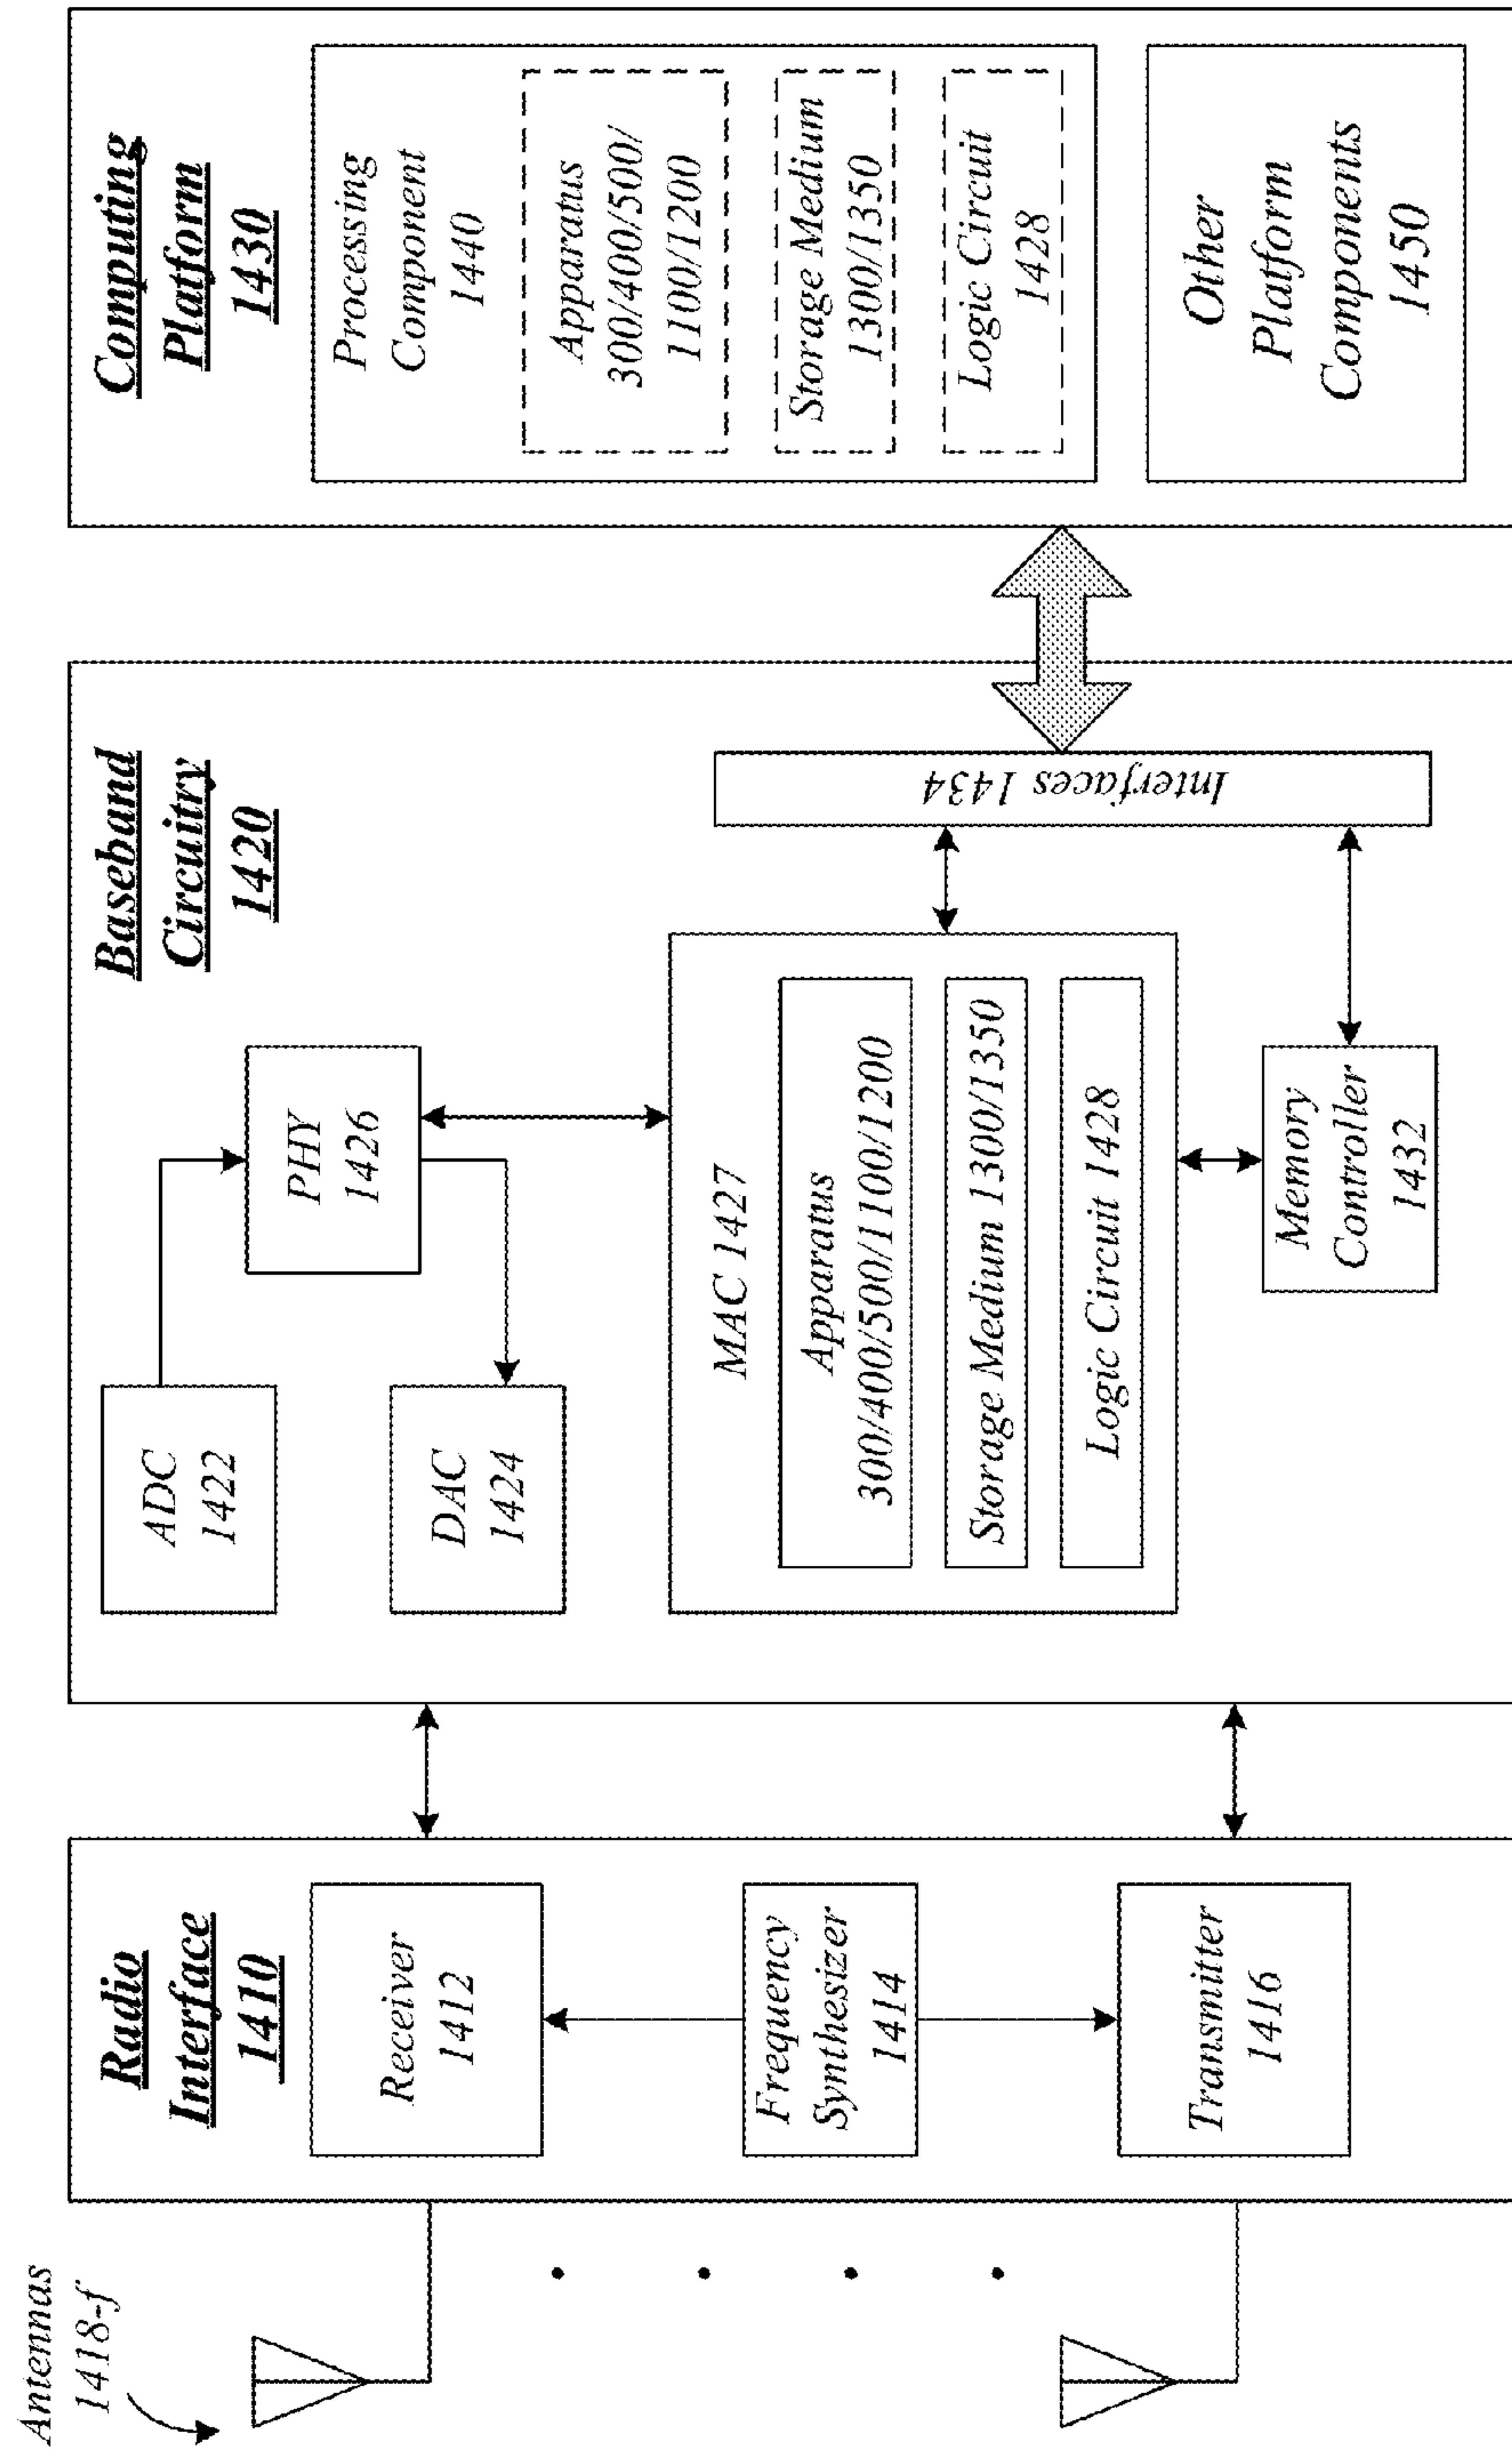 Antennas
1418-f
Radio
Interface
1410
Receiver
1412
Frequency
Synthesizer
1414
Transmitter
1416
Baseband
Circuitry
1420
ADC
1422
PHY
1426
DAC
1424
MAC 1427
Apparatus
300/400/500/1100/1200
Storage Medium 1300/1350
Logic Circuit 1428
Memory
Controller
1432
Interfaces 1434
Computing
Platform
1430
Processing
Component
1440
Apparatus
300/400/500/
1100/1200
Storage Medium
1300/1350
Logic Circuit
1428
Other
Platform
Components
1450